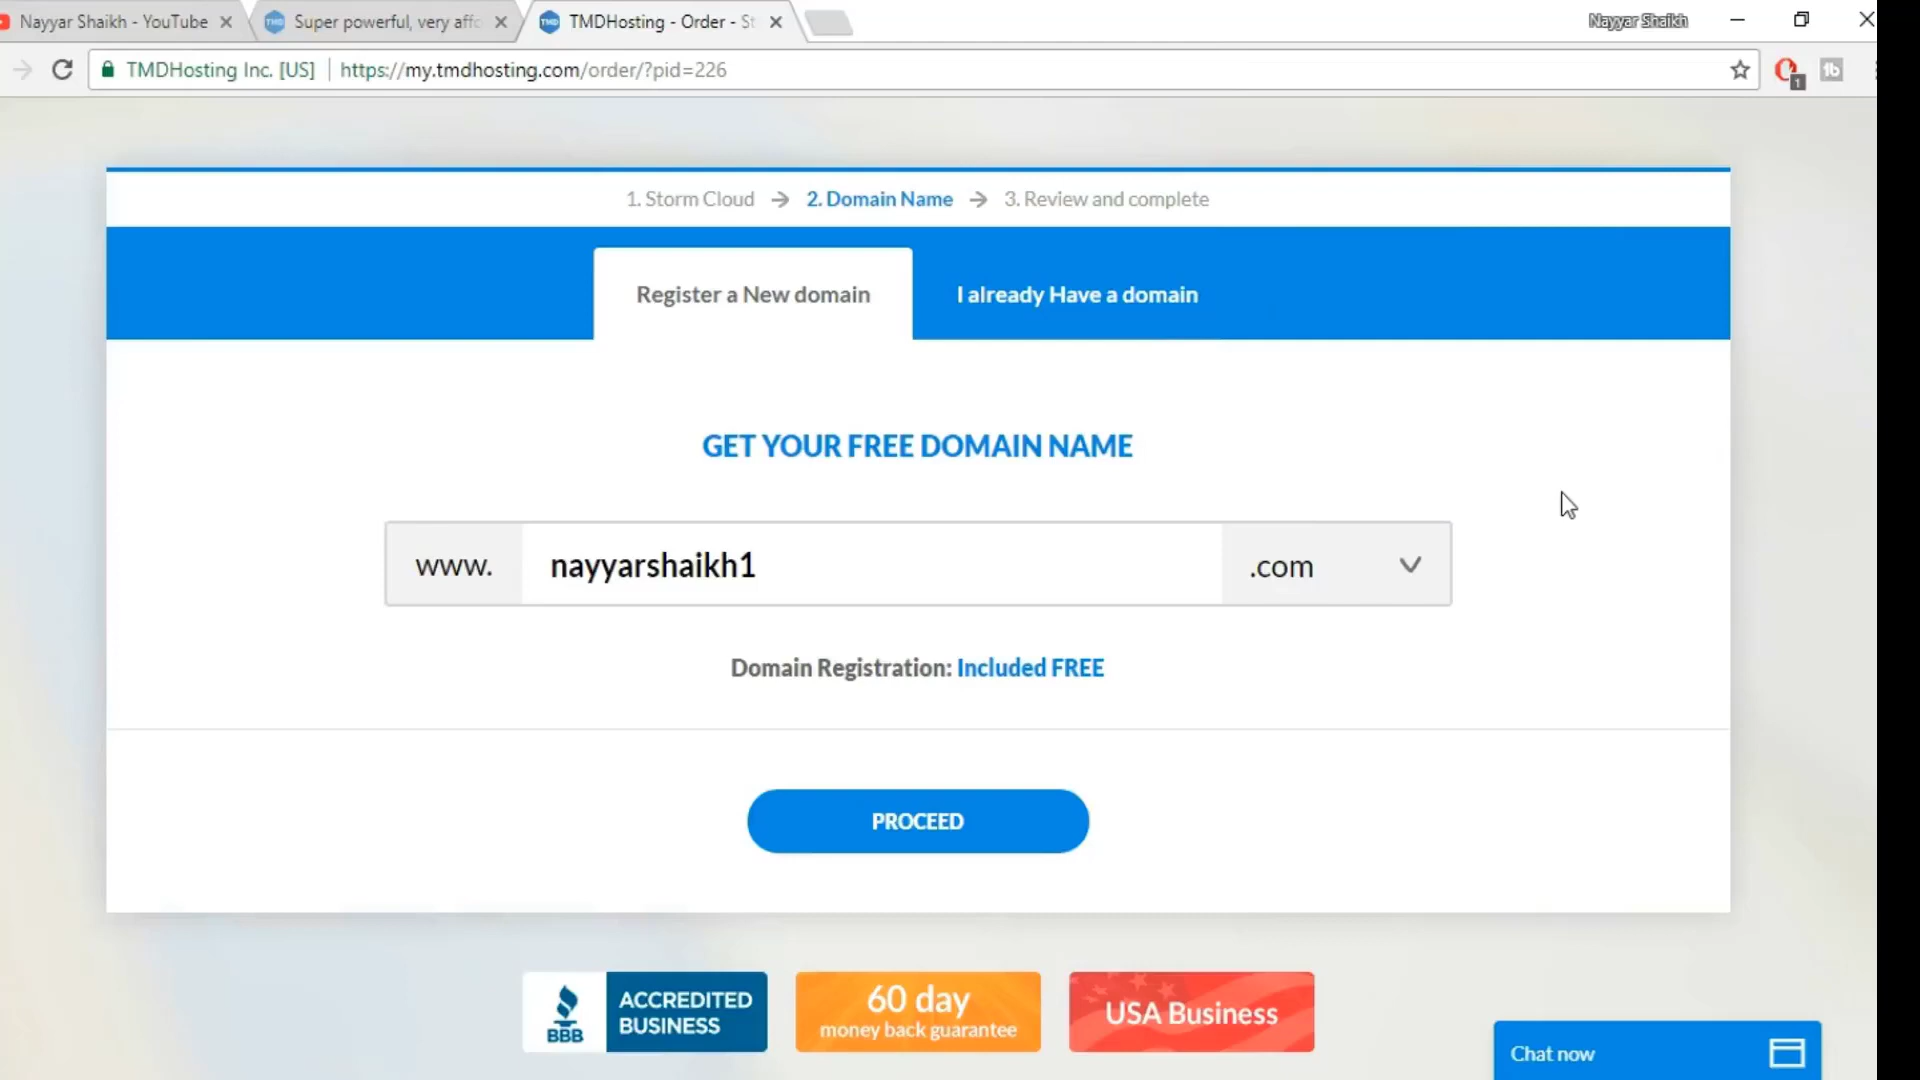 Nayyar Shaikh - YouTube
Super powerful, very affo
TMDHosting - Order - St
Nayyar Shaikh
TMDHosting Inc. [US]
https://my.tmdhosting.com/order/?pid=226
1
1. Storm Cloud
2. Domain Name
3. Review and complete
Register a New domain
I already Have a domain
GET YOUR FREE DOMAIN NAME
www.
nayyarshaikh1
.com
Domain Registration: Included FREE
PROCEED
BBB
ACCREDITED
BUSINESS
60 day
money back guarantee
USA Business
Chat now